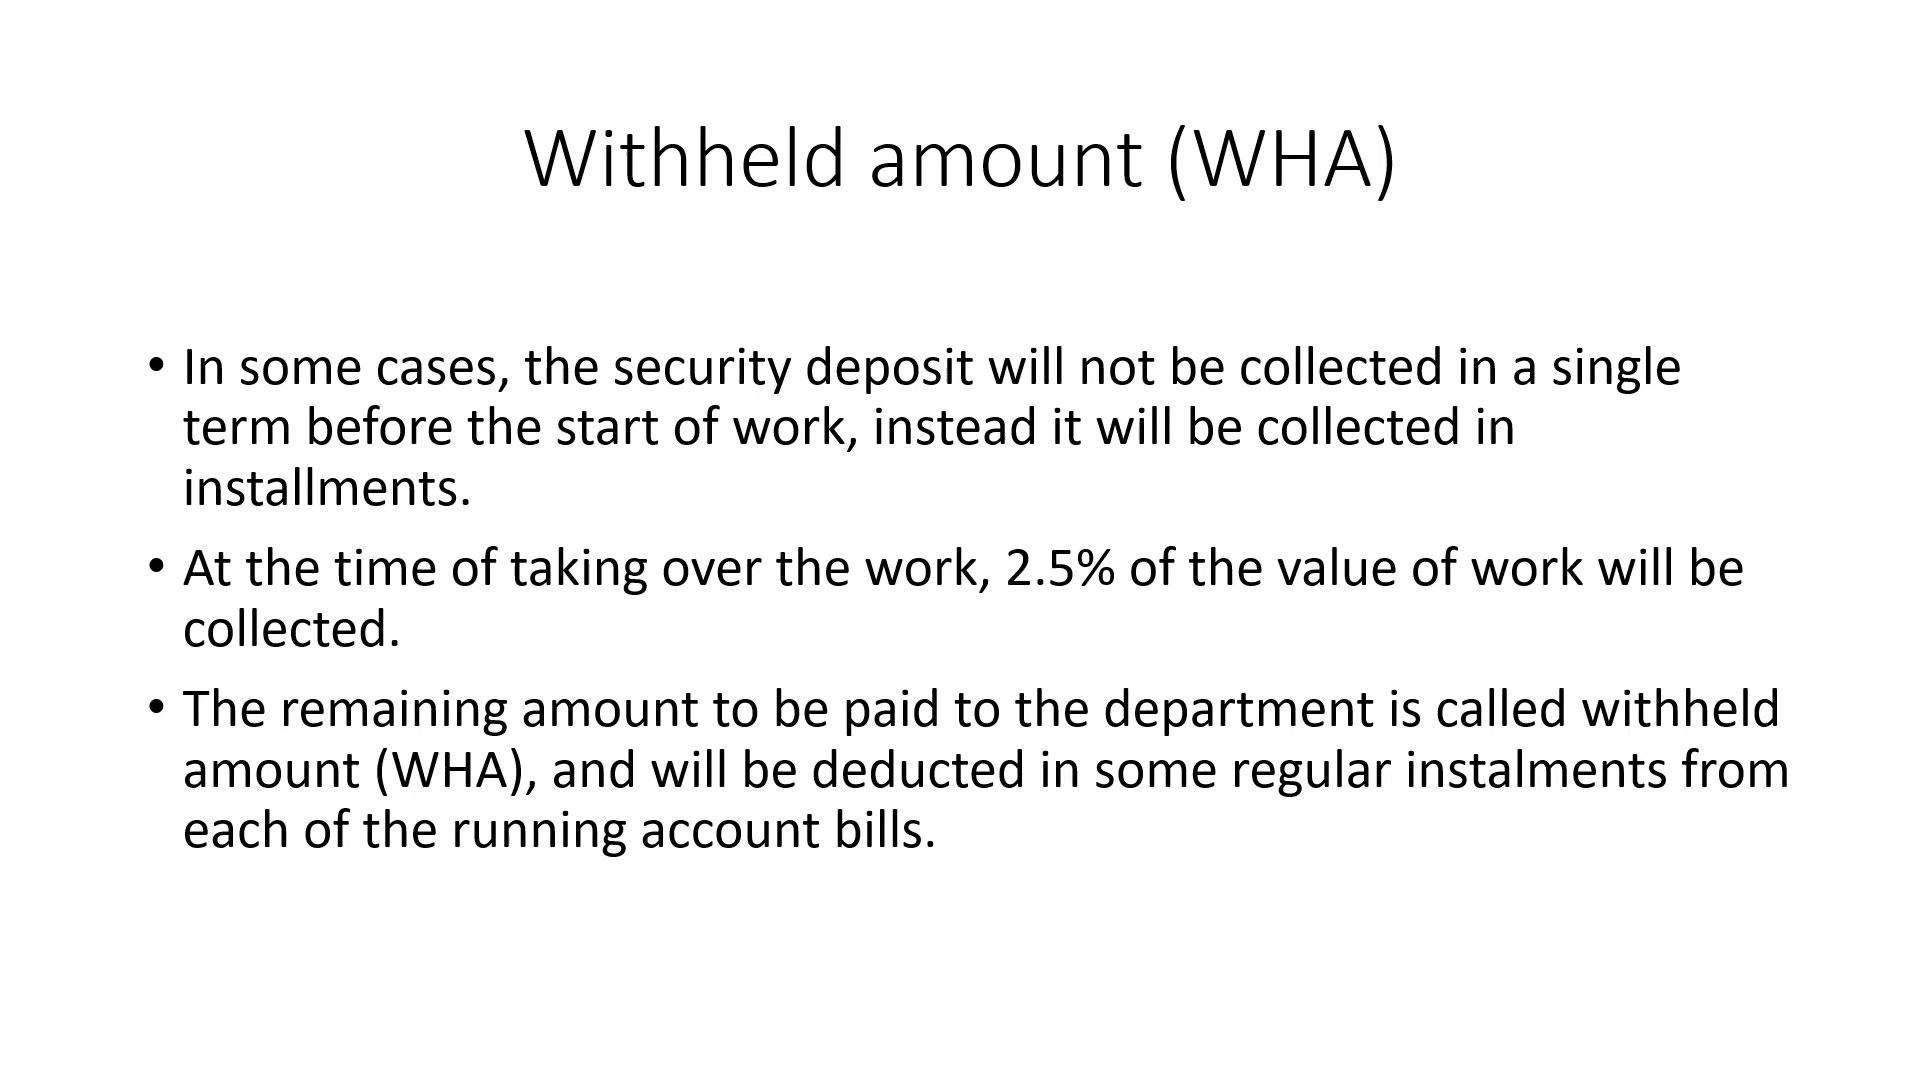 Withheld amount (WHA)
• In some cases, the security deposit will not be collected in a single
term before the start of work, instead it will be collected in
installments.
• At the time of taking over the work, 2.5% of the value of work will be
collected.
• The remaining amount to be paid to the department is called withheld
amount (WHA), and will be deducted in some regular instalments from
each of the running account bills.